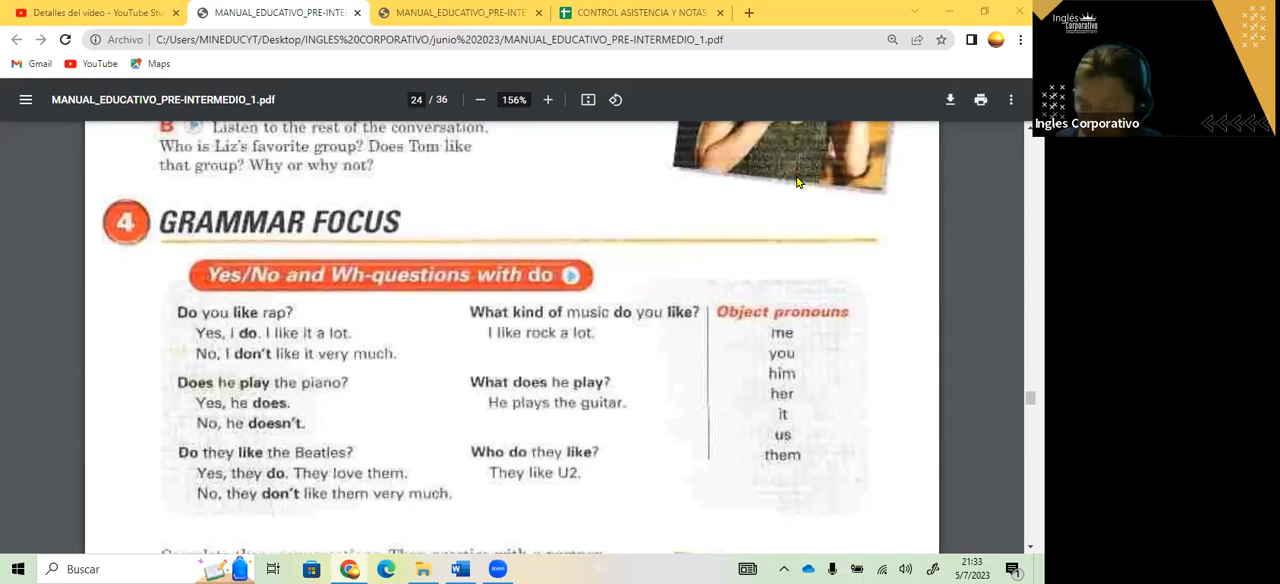 Detalles del vídeo - YouTube Stu
MANUAL_EDUCATIVO_PRE-INTER
MANUAL_EDUCATIVO_PRE-INTE
CONTROL ASISTENCIA Y NOTAS
Archivo
C:/Users/MINEDUCYT/Desktop/INGLES%20CORPORATIVO/junio%202023/MANUAL_EDUCATIVO_PRE-INTERMEDIO_1.pdf
Gmail
YouTube
Maps
MANUAL_EDUCATIVO_PRE-INTERMEDIO_1.pdf
24 / 36
156%
Inglés
Corporativo
Ingles Corporativo
B Listen to the rest of the conversation.
Who is Liz's favorite group? Does Tom like
that group? Why or why not?
4 GRAMMAR FOCUS
Yes/No and Wh-questions with do
Do you like rap?
Yes, I do. I like it a lot.
No, I don't like it very much.
Does he play the piano?
Yes, he does.
No, he doesn't.
Do they like the Beatles?
Yes, they do. They love them.
No, they don't like them very much.
What kind of music do you like?
I like rock a lot.
What does he play?
He plays the guitar.
Who do they like?
They like U2.
Object pronouns
me
you
him
her
it
us
them
Buscar
zoom
21:33
5/7/2023
1